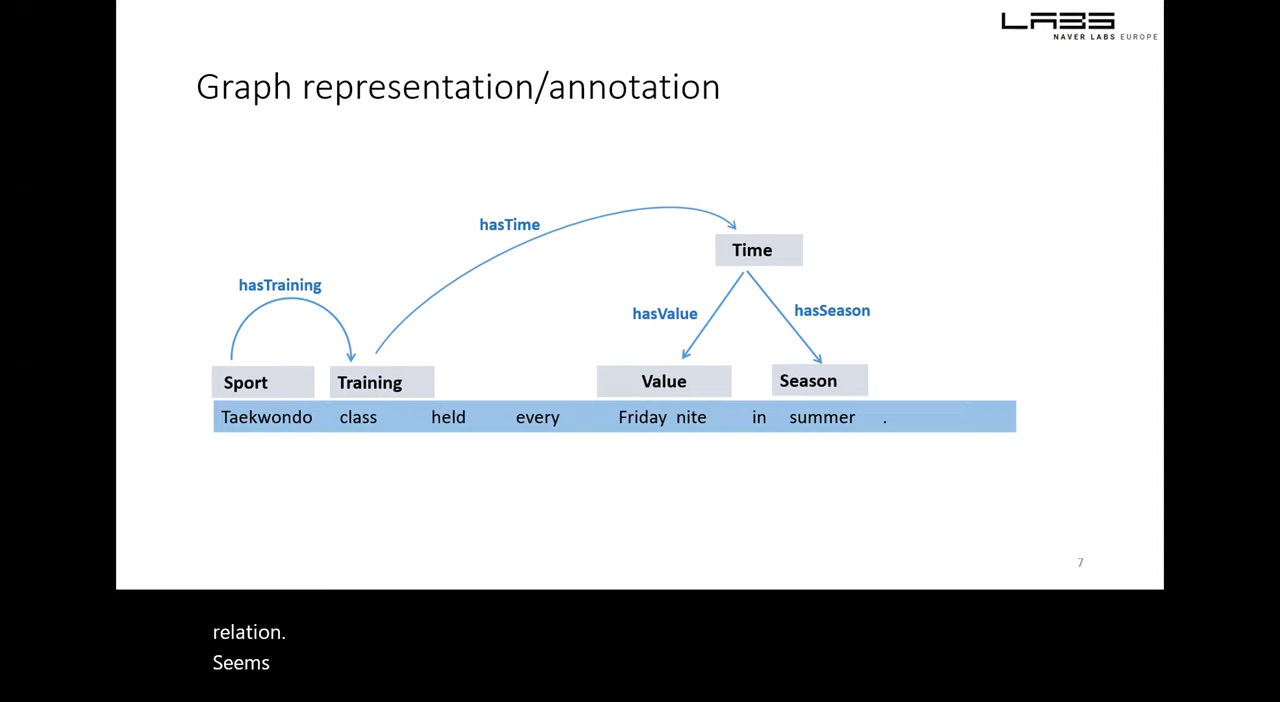 LABS
NAVER LABS EUROPE
Graph representation/annotation
hasTime
Time
hasTraining
hasValue
hasSeason
Sport Training Value Season
Taekwondo class held every Friday nite in summer .
7
relation.
Seems